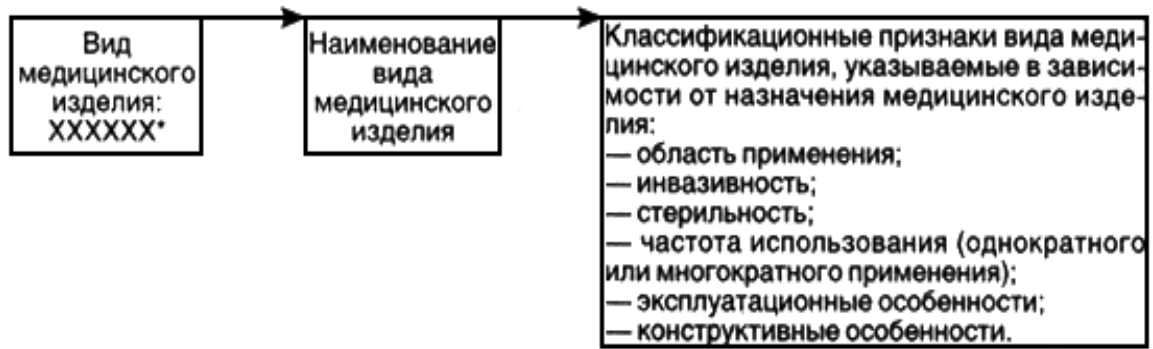 Вид
медицинского
изделия:
XXXXXX*
Наименование
вида
медицинского
изделия
Классификационные признаки вида меди-
цинского изделия, указываемые в зависи-
мости от назначения медицинского изде-
лия:
— область применения;
— инвазивность;
— стерильность;
— частота использования (однократного
или многократного применения);
— эксплуатационные особенности;
— конструктивные особенности.